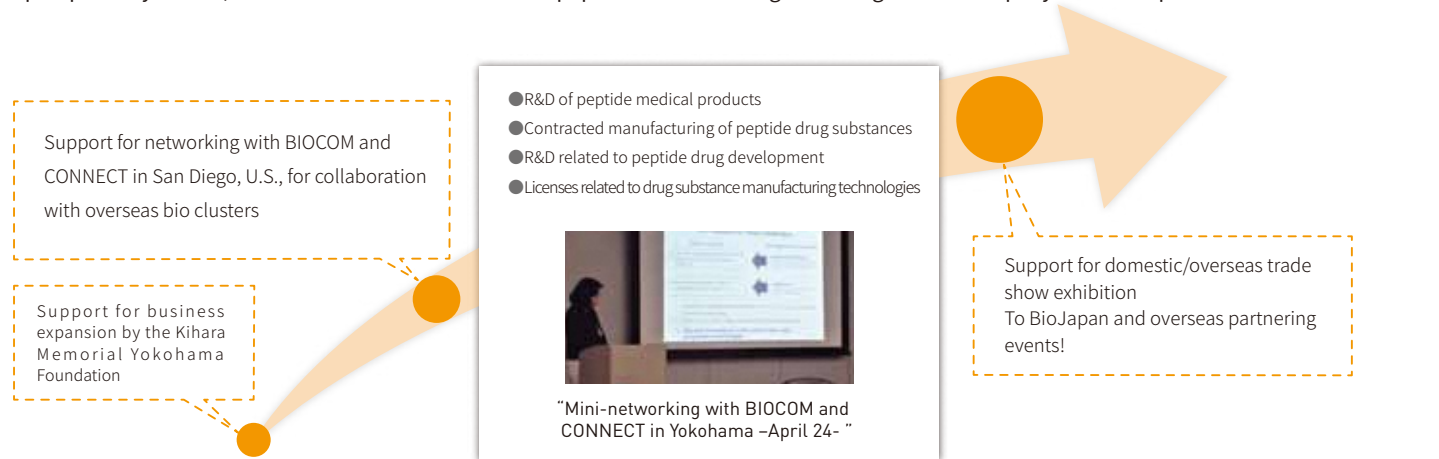 Support for networking with BIOCOM and
CONNECT in San Diego, U.S., for collaboration
with overseas bio clusters
Support for business
expansion by the Kihara
Memorial Yokohama
Foundation
●R&D of peptide medical products
●Contracted manufacturing of peptide drug substances
●R&D related to peptide drug development
●Licenses related to drug substance manufacturing technologies
“Mini-networking with BIOCOM and
CONNECT in Yokohama –April 24- ”
Support for domestic/overseas trade
show exhibition
To BioJapan and overseas partnering
events!